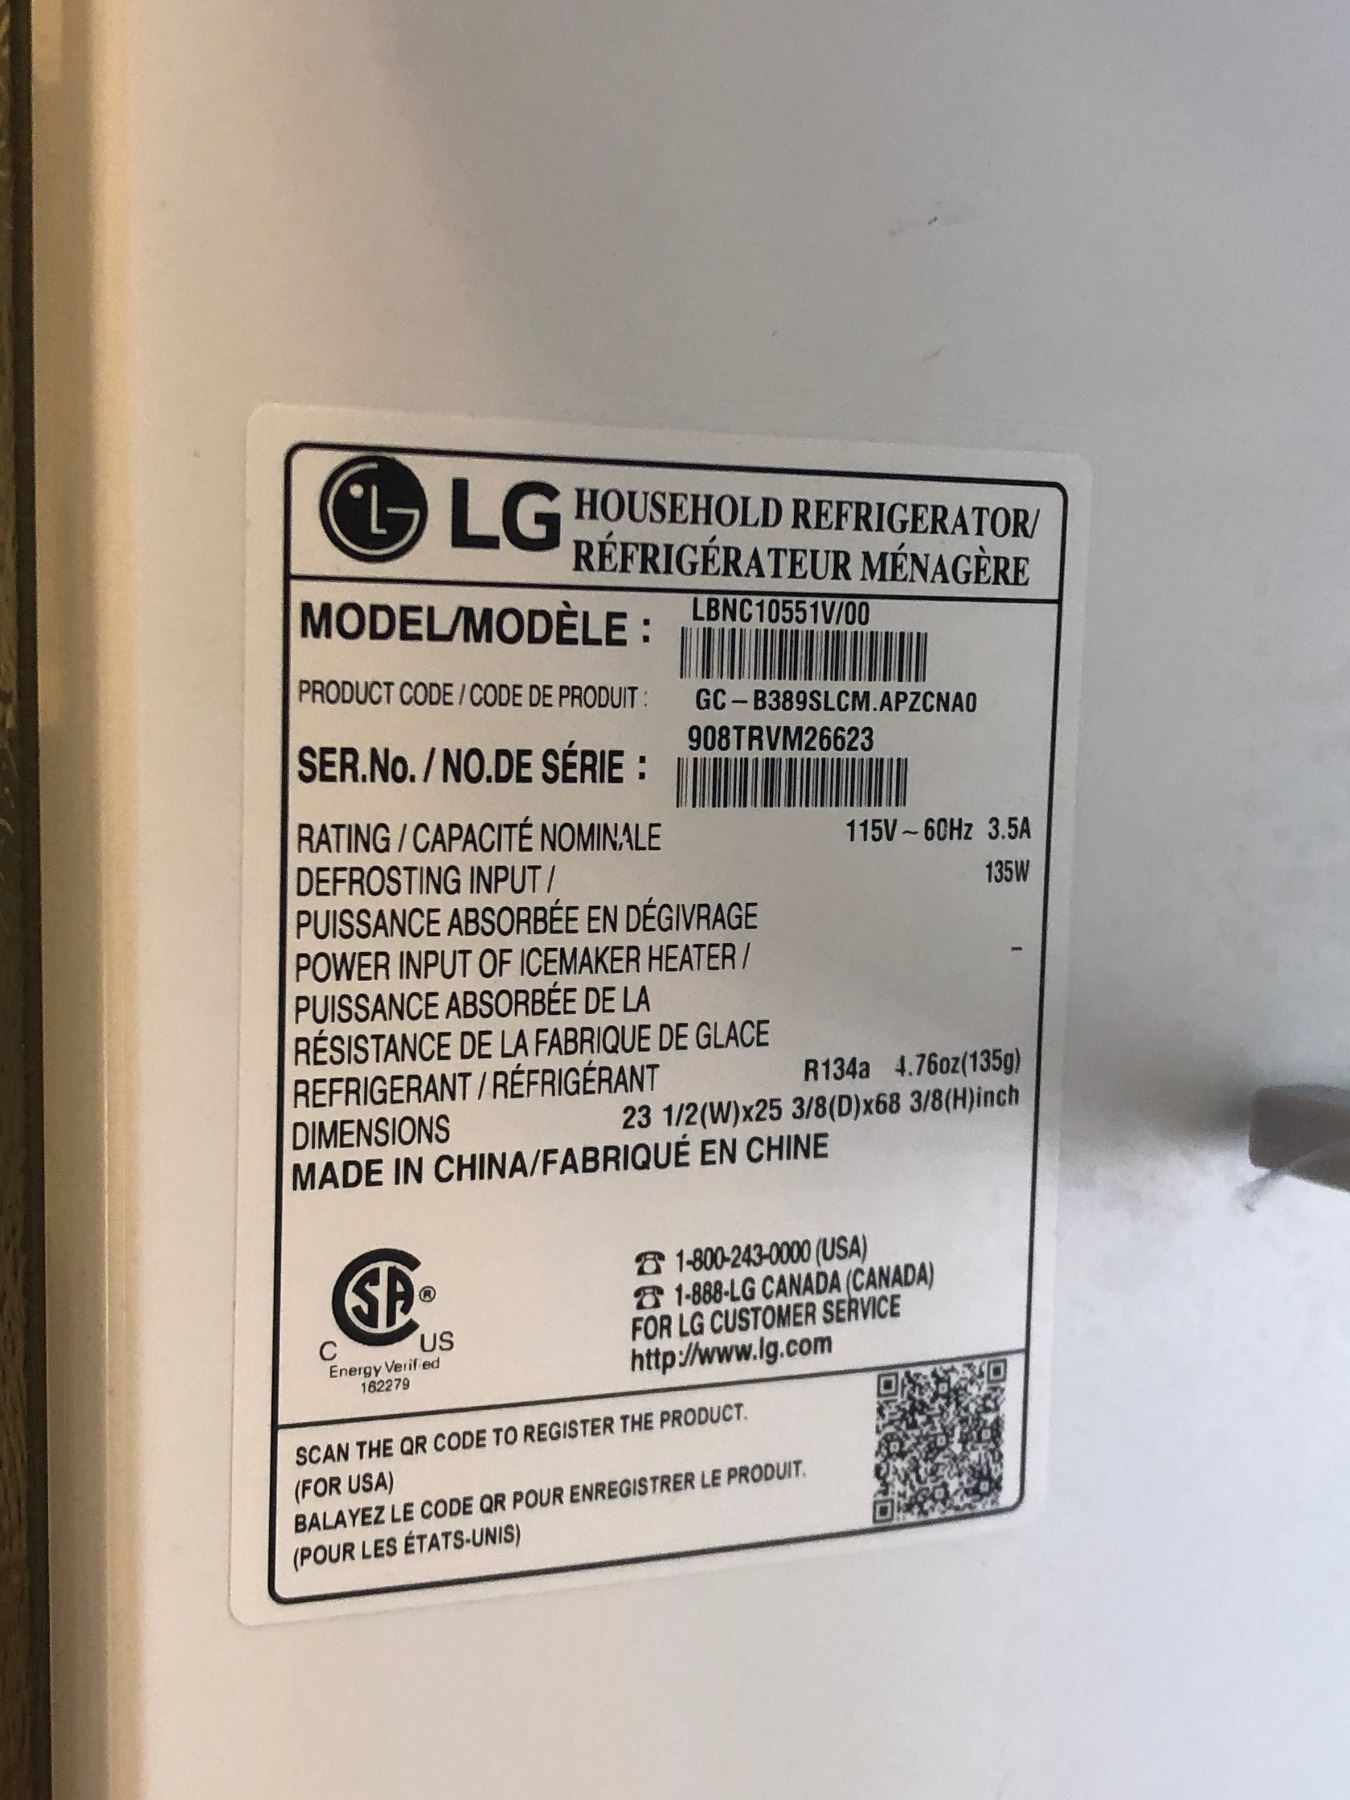 LG HOUSEHOLD REFRIGERATOR/
RÉFRIGÉRATEUR MÉNAGÈRE
MODEL/MODÈLE : LBNC10551V/00
PRODUCT CODE / CODE DE PRODUIT : GC-B389SLCM.APZCNA0
SER.No. / NO.DE SÉRIE : 908TRVM26623
RATING / CAPACITÉ NOMINALE 115V~60Hz 3.5A
DEFROSTING INPUT / 135W
PUISSANCE ABSORBÉE EN DÉGIVRAGE
POWER INPUT OF ICEMAKER HEATER / -
PUISSANCE ABSORBÉE DE LA
RÉSISTANCE DE LA FABRIQUE DE GLACE
REFRIGERANT / RÉFRIGÉRANT R134a 4.76oz(135g)
DIMENSIONS 23 1/2(W)x25 3/8(D)x68 3/8(H)inch
MADE IN CHINA/FABRIQUÉ EN CHINE
SA ®
C US
Energy Verified
162279
☎ 1-800-243-0000 (USA)
☎ 1-888-LG CANADA (CANADA)
FOR LG CUSTOMER SERVICE
http://www.lg.com
SCAN THE QR CODE TO REGISTER THE PRODUCT.
(FOR USA)
BALAYEZ LE CODE QR POUR ENREGISTRER LE PRODUIT.
(POUR LES ÉTATS-UNIS)